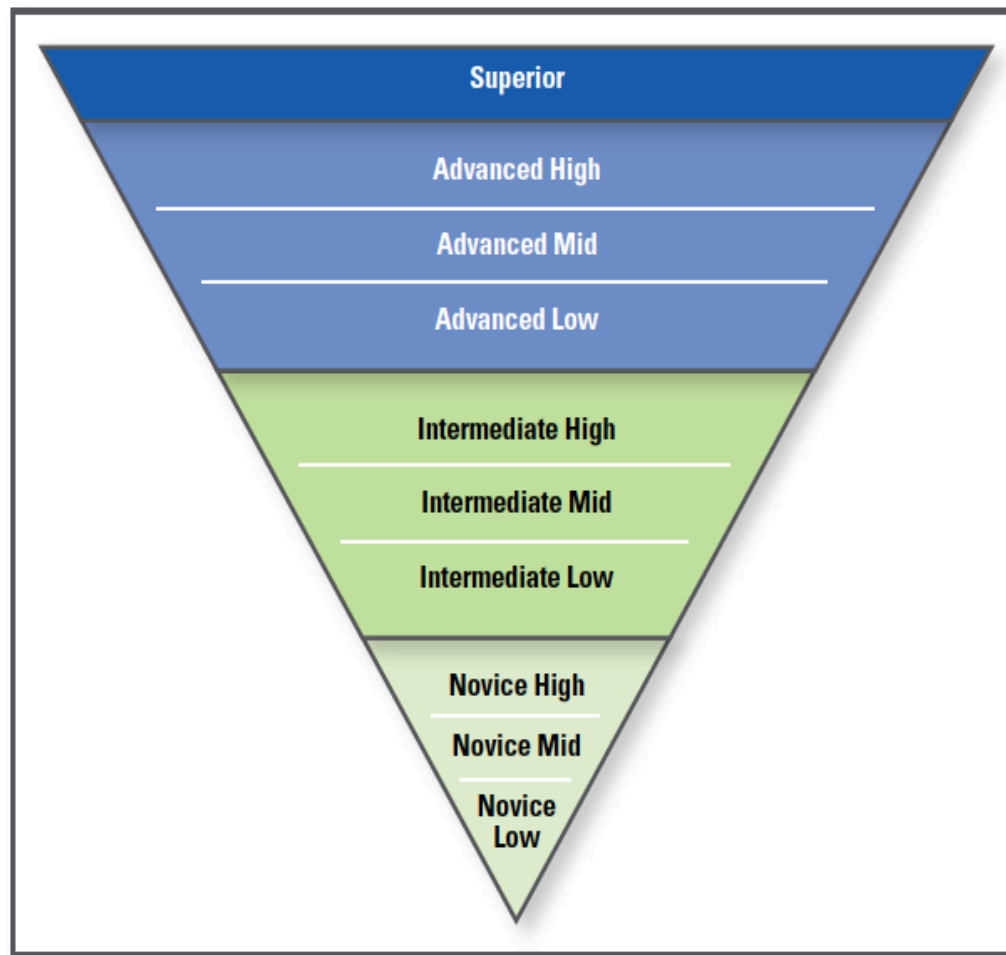 Superior
Advanced High
Advanced Mid
Advanced Low
Intermediate High
Intermediate Mid
Intermediate Low
Novice High
Novice Mid
Novice
Low